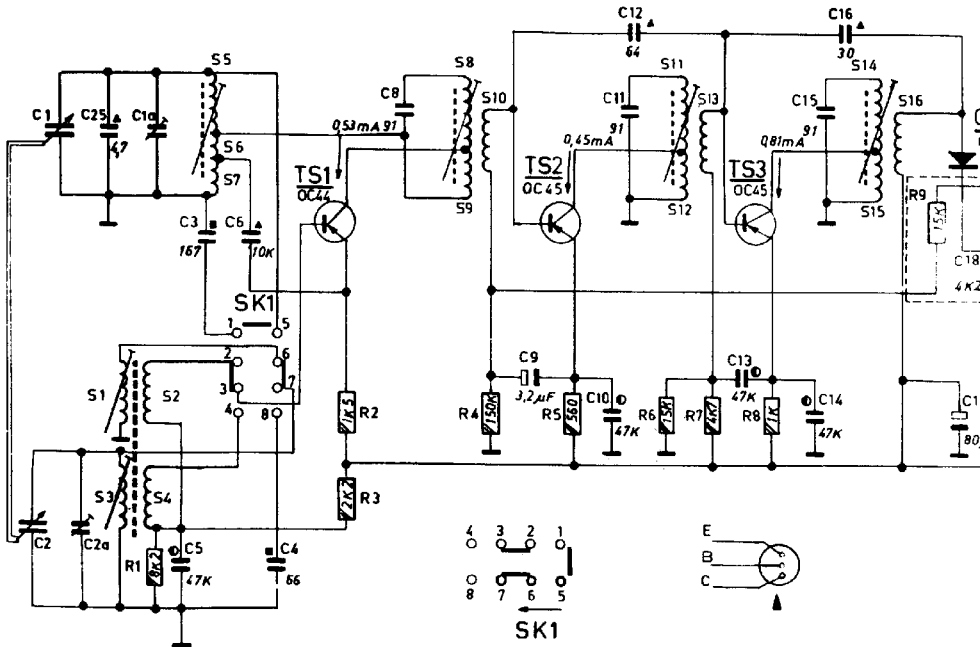 C12
64
C16
30
S5
C1
C25
4,7
C1a
S6
S7
C8
0,53mA
91
S8
S9
S10
C11
91
0,45mA
S11
S12
S13
C15
91
0,81mA
S14
S15
S16
TS1
OC44
TS2
OC45
TS3
OC45
C3
167
C6
10K
R9
15K
C18
4K2
SK1
1
5
2
6
3
7
4
8
S1
S2
S3
S4
R2
1K5
R3
2K2
R4
150K
C9
3,2µF
R5
560
C10
47K
R6
15K
R7
4K7
C13
47K
R8
1K
C14
47K
C1
80,
C2
C2a
R1
8K2
C5
47K
C4
66
4 3 2 1
8 7 6 5
SK1
E
B
C